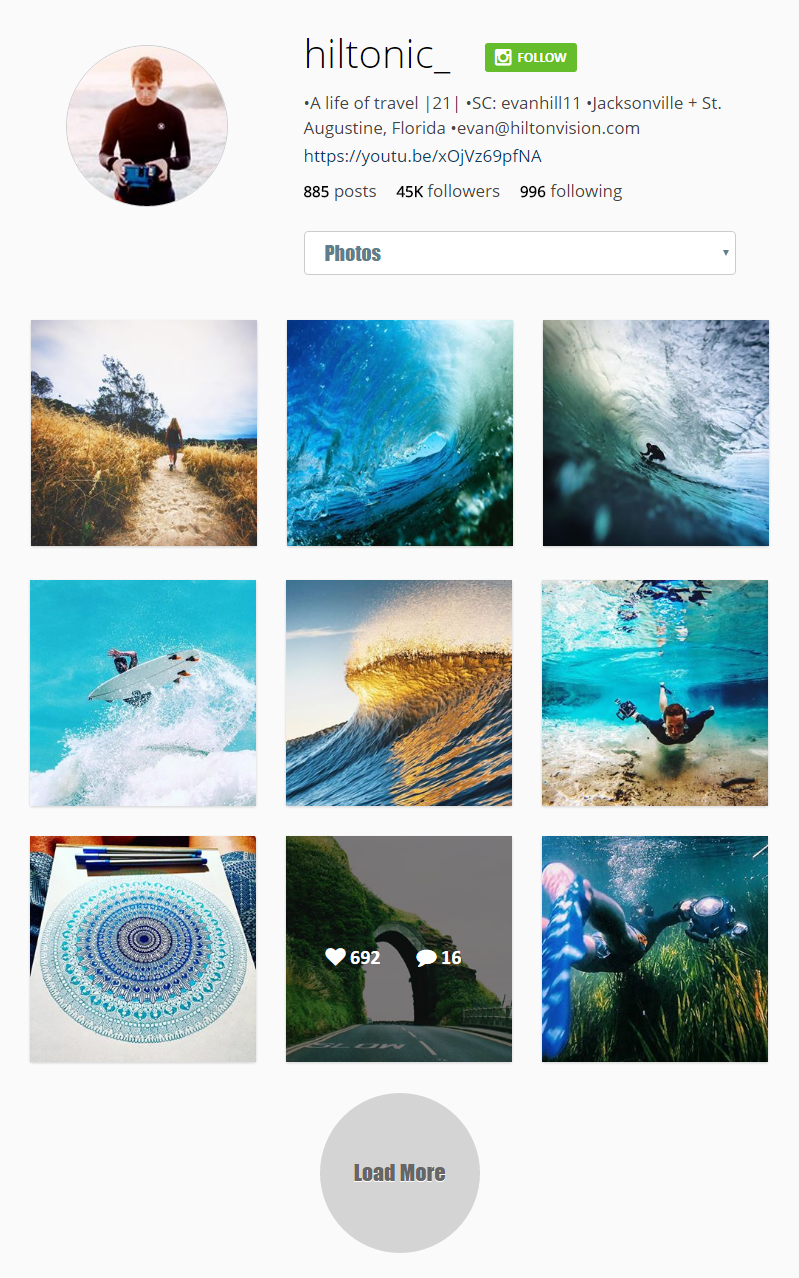 hiltonic_
FOLLOW
•A life of travel |21| •SC: evanhill11 •Jacksonville + St.
Augustine, Florida •evan@hiltonvision.com
https://youtu.be/xOjVz69pfNA
885 posts 45K followers 996 following
Photos
692 16
SLOW
Load More